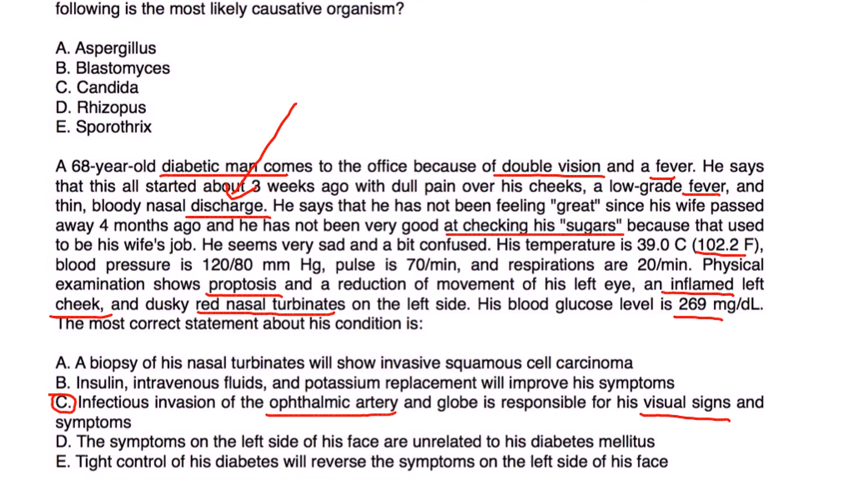 following is the most likely causative organism?
A. Aspergillus
B. Blastomyces
C. Candida
D. Rhizopus
E. Sporothrix
A 68-year-old diabetic man comes to the office because of double vision and a fever. He says
that this all started about 3 weeks ago with dull pain over his cheeks, a low-grade fever, and
thin, bloody nasal discharge. He says that he has not been feeling "great" since his wife passed
away 4 months ago and he has not been very good at checking his "sugars" because that used
to be his wife's job. He seems very sad and a bit confused. His temperature is 39.0 C (102.2 F),
blood pressure is 120/80 mm Hg, pulse is 70/min, and respirations are 20/min. Physical
examination shows proptosis and a reduction of movement of his left eye, an inflamed left
cheek, and dusky red nasal turbinates on the left side. His blood glucose level is 269 mg/dL.
The most correct statement about his condition is:
A. A biopsy of his nasal turbinates will show invasive squamous cell carcinoma
B. Insulin, intravenous fluids, and potassium replacement will improve his symptoms
C. Infectious invasion of the ophthalmic artery and globe is responsible for his visual signs and
symptoms
D. The symptoms on the left side of his face are unrelated to his diabetes mellitus
E. Tight control of his diabetes will reverse the symptoms on the left side of his face